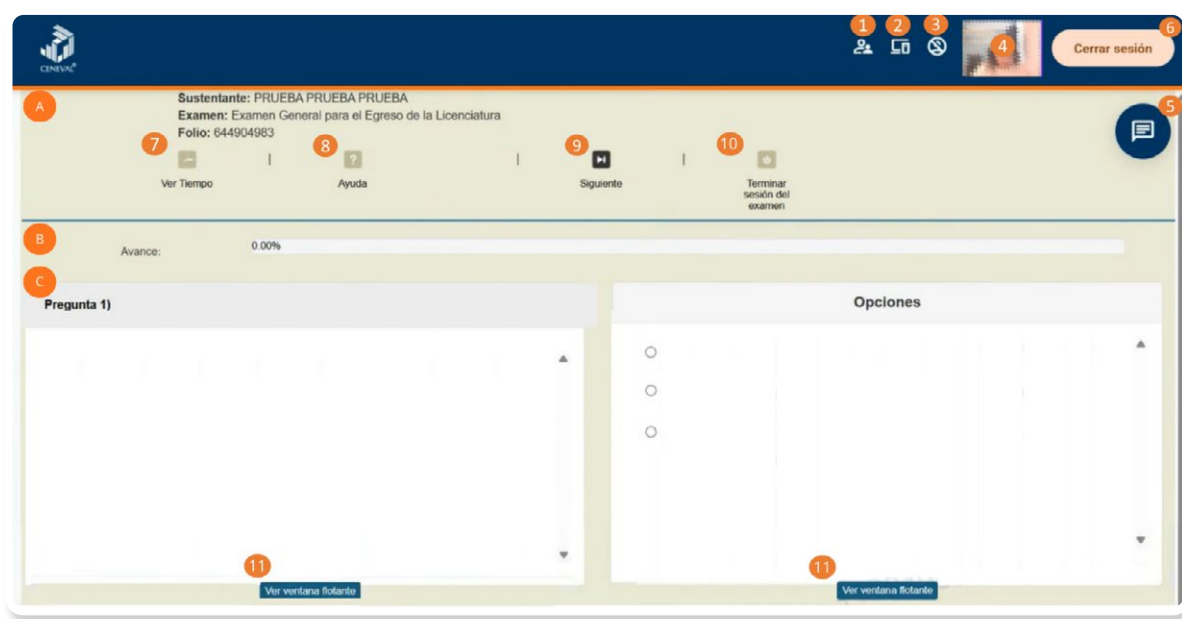 1 2 3 4 6
CENEVAL®
Cerrar sesión
A
Sustentante: PRUEBA PRUEBA PRUEBA
Examen: Examen General para el Egreso de la Licenciatura
Folio: 644904983
5
7 | 8 ? | 9 | 10
Ver Tiempo
Ayuda
Siguiente
Terminar
sesión del
examen
B
Avance:
0.00%
C
Pregunta 1)
Opciones
11
Ver ventana flotante
11
Ver ventana flotante